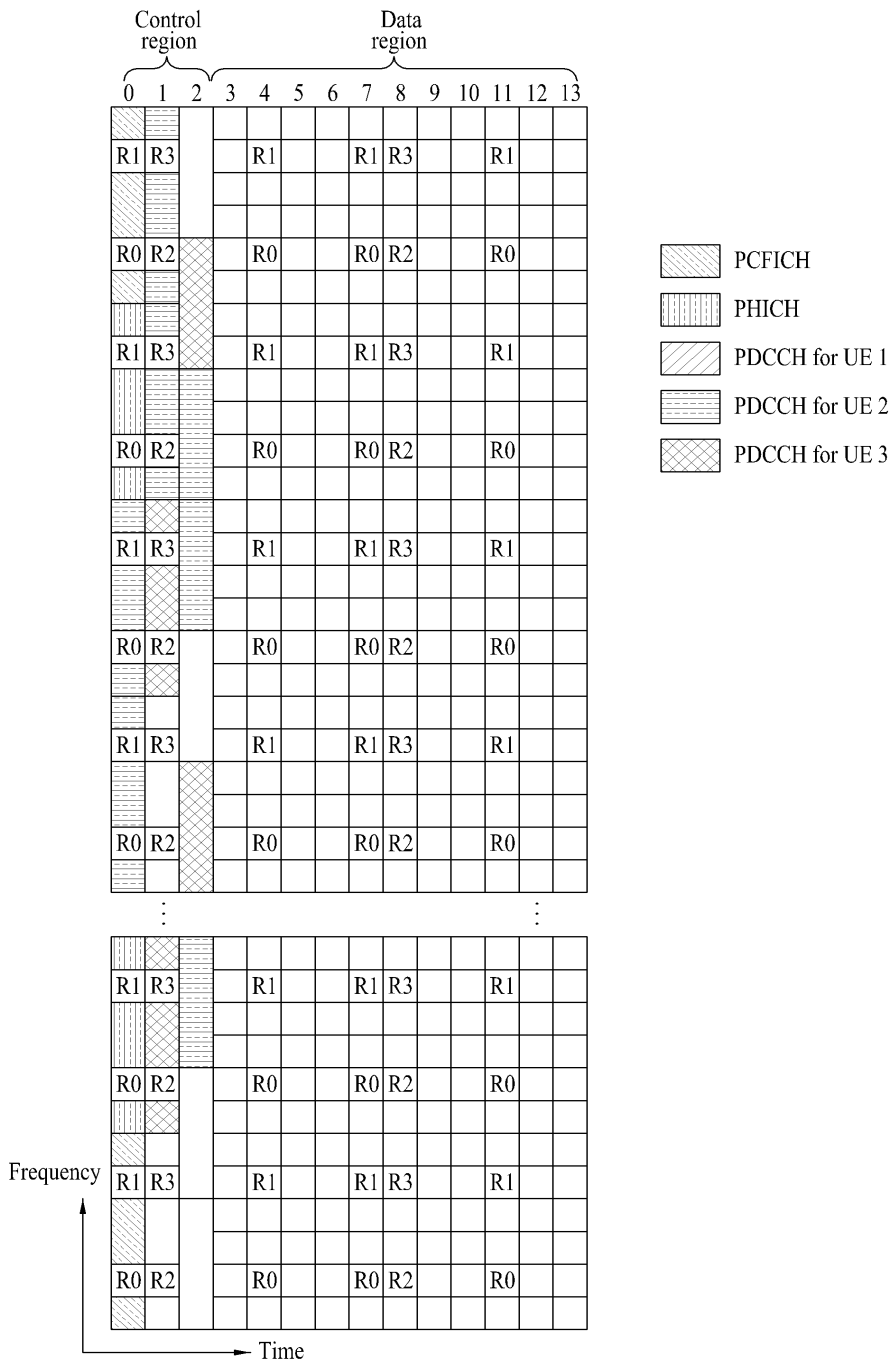 Control region
Data region
0 1 2 3 4 5 6 7 8 9 10 11 12 13
R1 R3 R1 R1 R3 R1
R0 R2 R0 R0 R2 R0
R1 R3 R1 R1 R3 R1
R0 R2 R0 R0 R2 R0
R1 R3 R1 R1 R3 R1
R0 R2 R0 R0 R2 R0
R1 R3 R1 R1 R3 R1
R0 R2 R0 R0 R2 R0
R1 R3 R1 R1 R3 R1
R0 R2 R0 R0 R2 R0
R1 R3 R1 R1 R3 R1
R0 R2 R0 R0 R2 R0
PCFICH
PHICH
PDCCH for UE 1
PDCCH for UE 2
PDCCH for UE 3
Frequency
Time